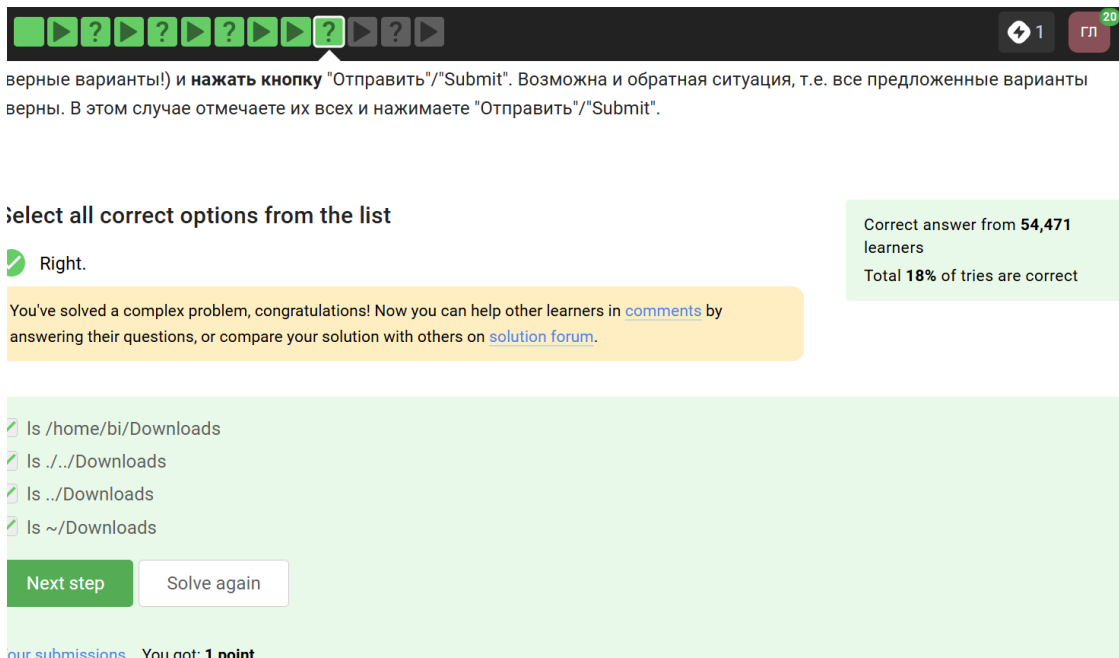 ? ? ? ? ? 1 ГЛ 20
верные варианты!) и нажать кнопку "Отправить"/"Submit". Возможна и обратная ситуация, т.е. все предложенные варианты
верны. В этом случае отмечаете их всех и нажимаете "Отправить"/"Submit".
Select all correct options from the list
Right.
You've solved a complex problem, congratulations! Now you can help other learners in comments by
answering their questions, or compare your solution with others on solution forum.
Correct answer from 54,471
learners
Total 18% of tries are correct
ls /home/bi/Downloads
ls ./../Downloads
ls ../Downloads
ls ~/Downloads
Next step Solve again
our submissions You got: 1 point